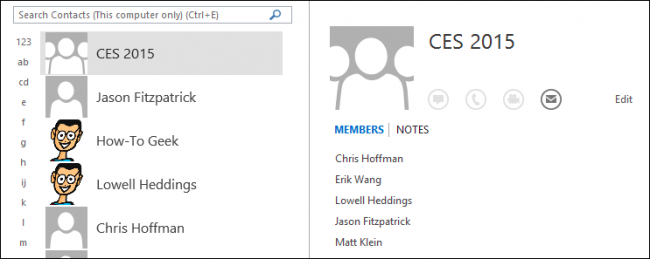 Search Contacts (This computer only) (Ctrl+E)
123
ab
cd
e
f
g
h
ij
k
l
m
CES 2015
Jason Fitzpatrick
How-To Geek
Lowell Heddings
Chris Hoffman
CES 2015
Edit
MEMBERS | NOTES
Chris Hoffman
Erik Wang
Lowell Heddings
Jason Fitzpatrick
Matt Klein